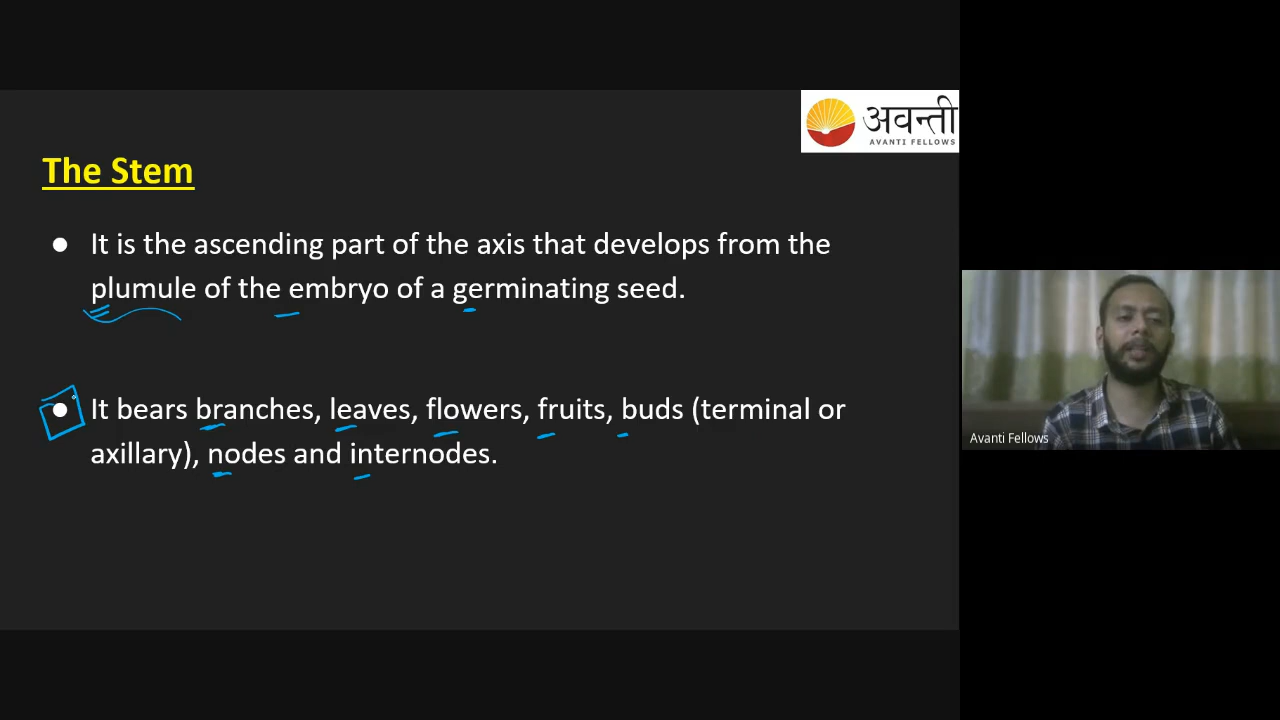 अवन्ती
AVANTI FELLOWS
The Stem
● It is the ascending part of the axis that develops from the
plumule of the embryo of a germinating seed.
● It bears branches, leaves, flowers, fruits, buds (terminal or
axillary), nodes and internodes.
Avanti Fellows